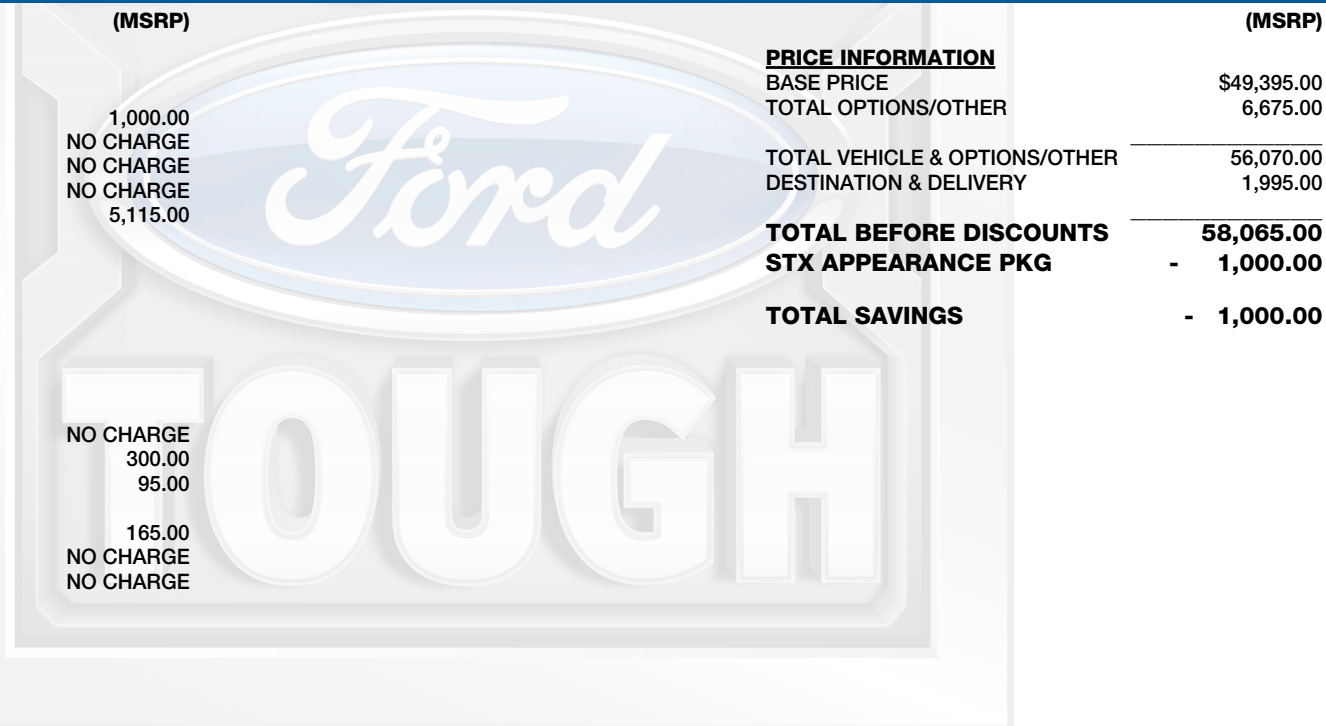 (MSRP)
1,000.00
NO CHARGE
NO CHARGE
NO CHARGE
5,115.00
NO CHARGE
300.00
95.00
165.00
NO CHARGE
NO CHARGE
(MSRP)
PRICE INFORMATION
BASE PRICE $49,395.00
TOTAL OPTIONS/OTHER 6,675.00
TOTAL VEHICLE & OPTIONS/OTHER 56,070.00
DESTINATION & DELIVERY 1,995.00
TOTAL BEFORE DISCOUNTS 58,065.00
STX APPEARANCE PKG - 1,000.00
TOTAL SAVINGS - 1,000.00
Ford
TOUGH